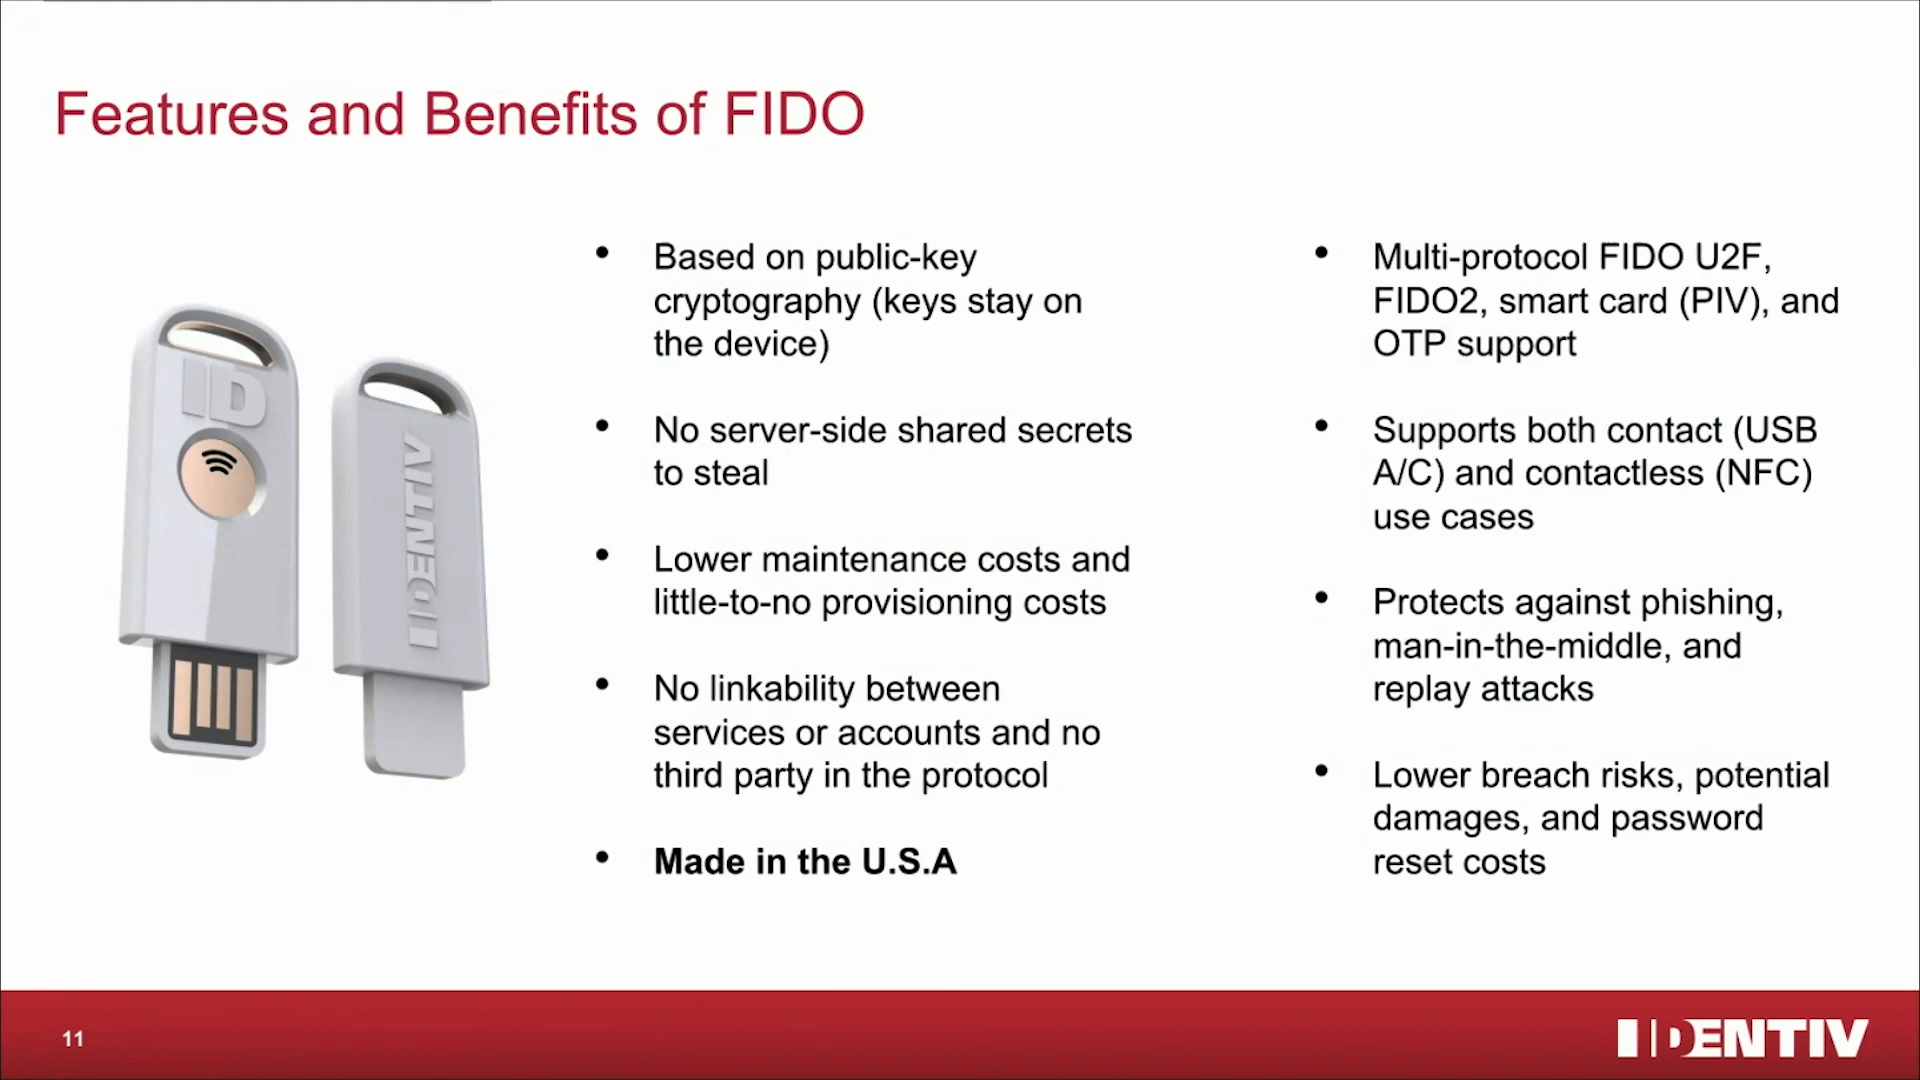 Features and Benefits of FIDO
ID
IDENTIV
• Based on public-key
cryptography (keys stay on
the device)
• No server-side shared secrets
to steal
• Lower maintenance costs and
little-to-no provisioning costs
• No linkability between
services or accounts and no
third party in the protocol
• Made in the U.S.A
• Multi-protocol FIDO U2F,
FIDO2, smart card (PIV), and
OTP support
• Supports both contact (USB
A/C) and contactless (NFC)
use cases
• Protects against phishing,
man-in-the-middle, and
replay attacks
• Lower breach risks, potential
damages, and password
reset costs
11
IDENTIV